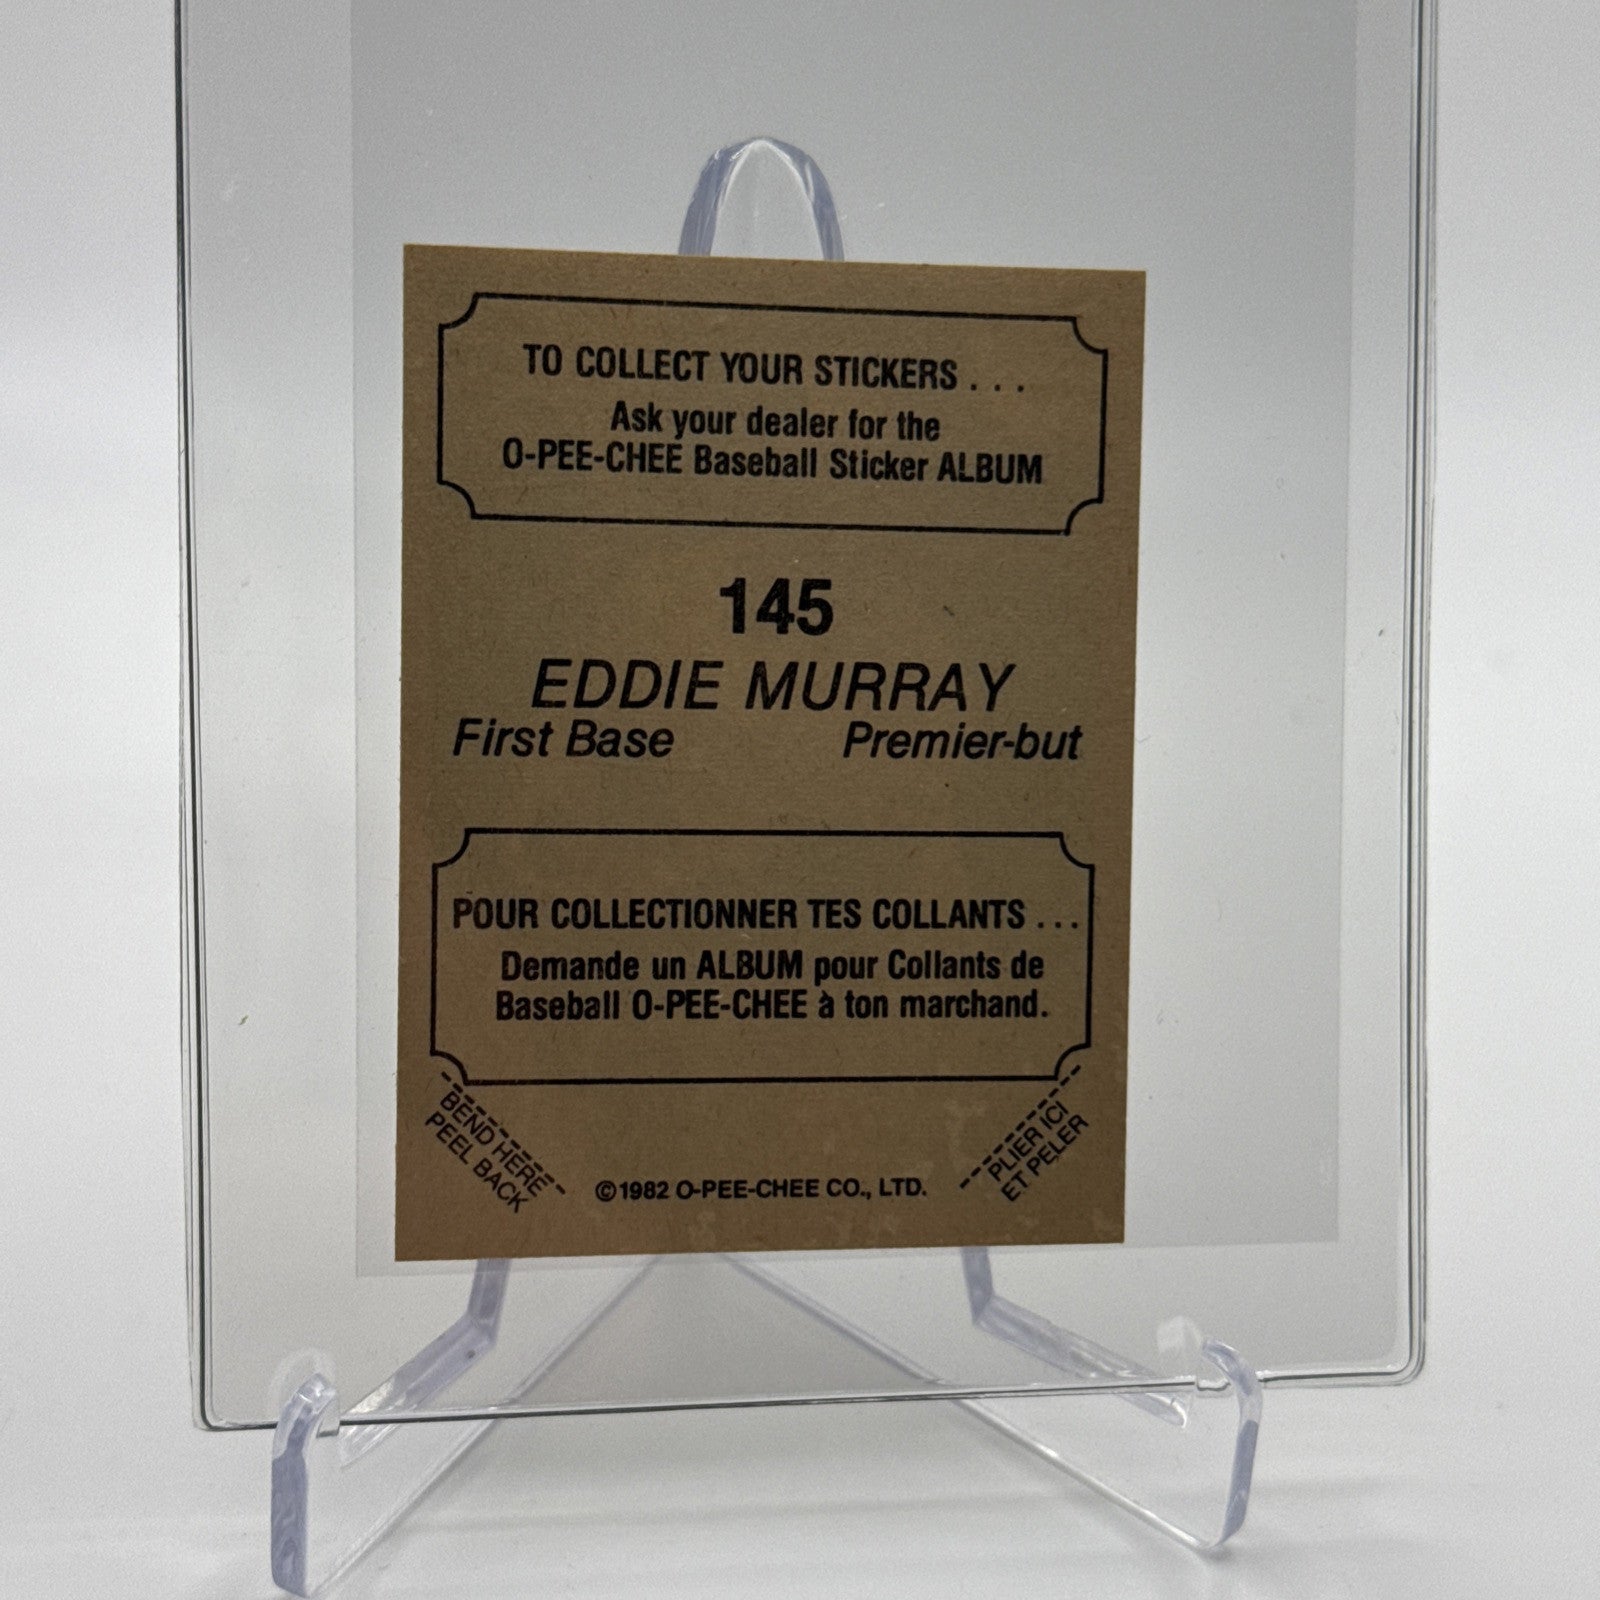 TO COLLECT YOUR STICKERS . . .
Ask your dealer for the
O-PEE-CHEE Baseball Sticker ALBUM
145
EDDIE MURRAY
First Base Premier-but
POUR COLLECTIONNER TES COLLANTS . . .
Demande un ALBUM pour Collants de
Baseball O-PEE-CHEE à ton marchand.
BEND HERE
PEEL BACK
©1982 O-PEE-CHEE CO., LTD.
PLIER ICI
ET PELER